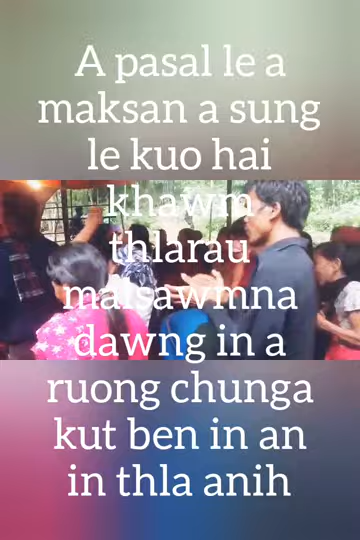 A pasal le a
maksan a sung
le kuo hai
khawm
thlarau
malsawmna
dawng in a
ruong chunga
kut ben in an
in thla anih